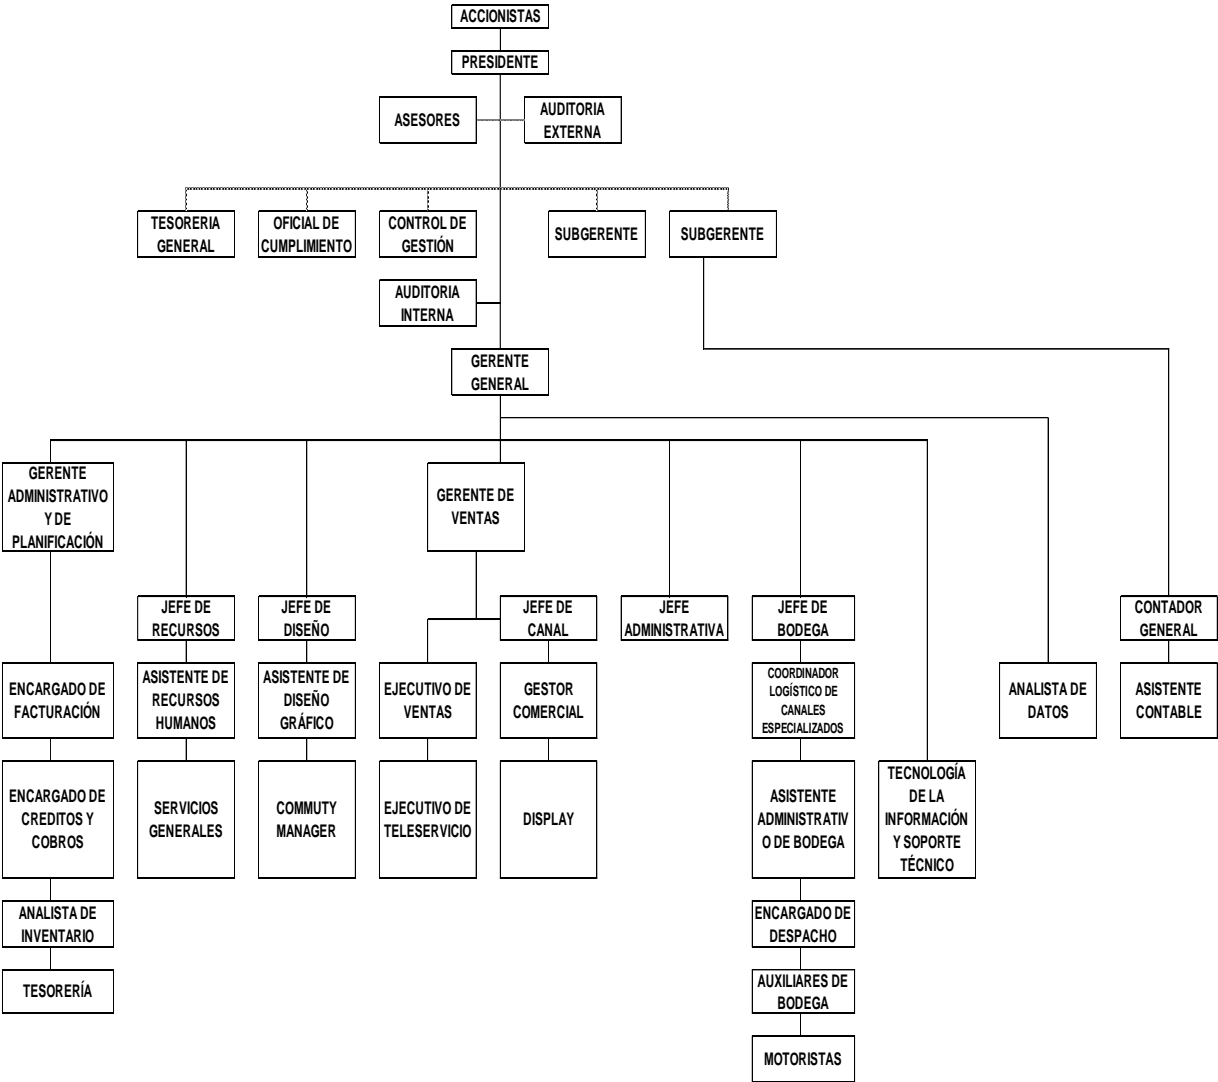 ACCIONISTAS
PRESIDENTE
ASESORES
AUDITORIA
EXTERNA
TESORERIA
GENERAL
OFICIAL DE
CUMPLIMIENTO
CONTROL DE
GESTIÓN
SUBGERENTE
SUBGERENTE
AUDITORIA
INTERNA
GERENTE
GENERAL
GERENTE
ADMINISTRATIVO
Y DE
PLANIFICACIÓN
GERENTE DE
VENTAS
JEFE DE
RECURSOS
JEFE DE
DISEÑO
JEFE DE
CANAL
JEFE
ADMINISTRATIVA
JEFE DE
BODEGA
CONTADOR
GENERAL
ENCARGADO DE
FACTURACIÓN
ASISTENTE DE
RECURSOS
HUMANOS
ASISTENTE DE
DISEÑO
GRÁFICO
EJECUTIVO DE
VENTAS
GESTOR
COMERCIAL
COORDINADOR
LOGÍSTICO DE
CANALES
ESPECIALIZADOS
ANALISTA DE
DATOS
ASISTENTE
CONTABLE
ENCARGADO DE
CREDITOS Y
COBROS
SERVICIOS
GENERALES
COMMUTY
MANAGER
EJECUTIVO DE
TELESERVICIO
DISPLAY
ASISTENTE
ADMINISTRATIV
O DE BODEGA
TECNOLOGÍA
DE LA
INFORMACIÓN
Y SOPORTE
TÉCNICO
ANALISTA DE
INVENTARIO
ENCARGADO DE
DESPACHO
TESORERÍA
AUXILIARES DE
BODEGA
MOTORISTAS